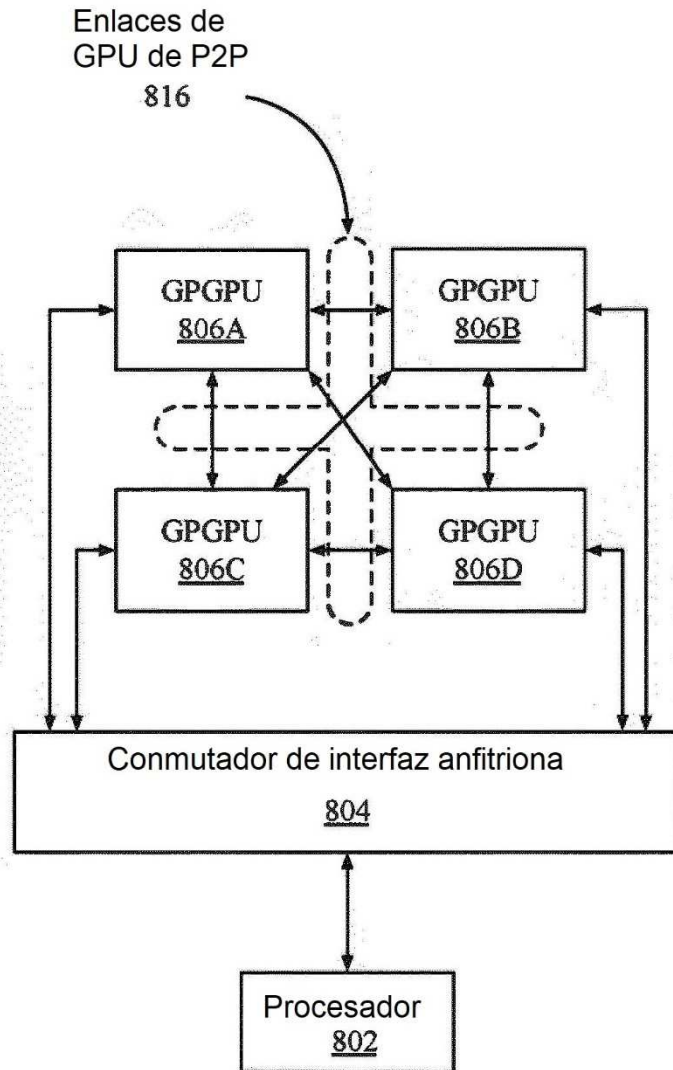 Enlaces de
GPU de P2P
816
GPGPU
806A
GPGPU
806B
GPGPU
806C
GPGPU
806D
Conmutador de interfaz anfitriona
804
Procesador
802